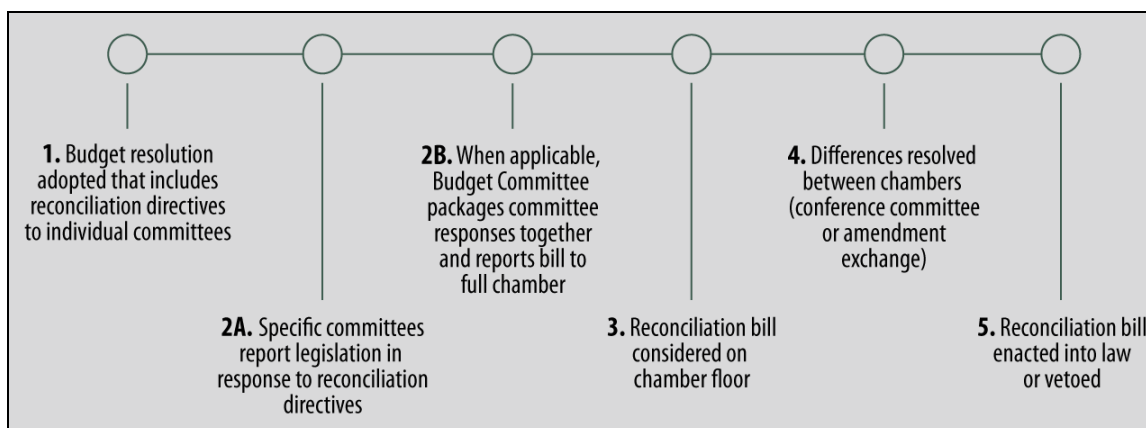 1. Budget resolution
adopted that includes
reconciliation directives
to individual committees
2A. Specific committees
report legislation in
response to reconciliation
directives
2B. When applicable,
Budget Committee
packages committee
responses together
and reports bill to
full chamber
3. Reconciliation bill
considered on
chamber floor
4. Differences resolved
between chambers
(conference committee
or amendment
exchange)
5. Reconciliation bill
enacted into law
or vetoed